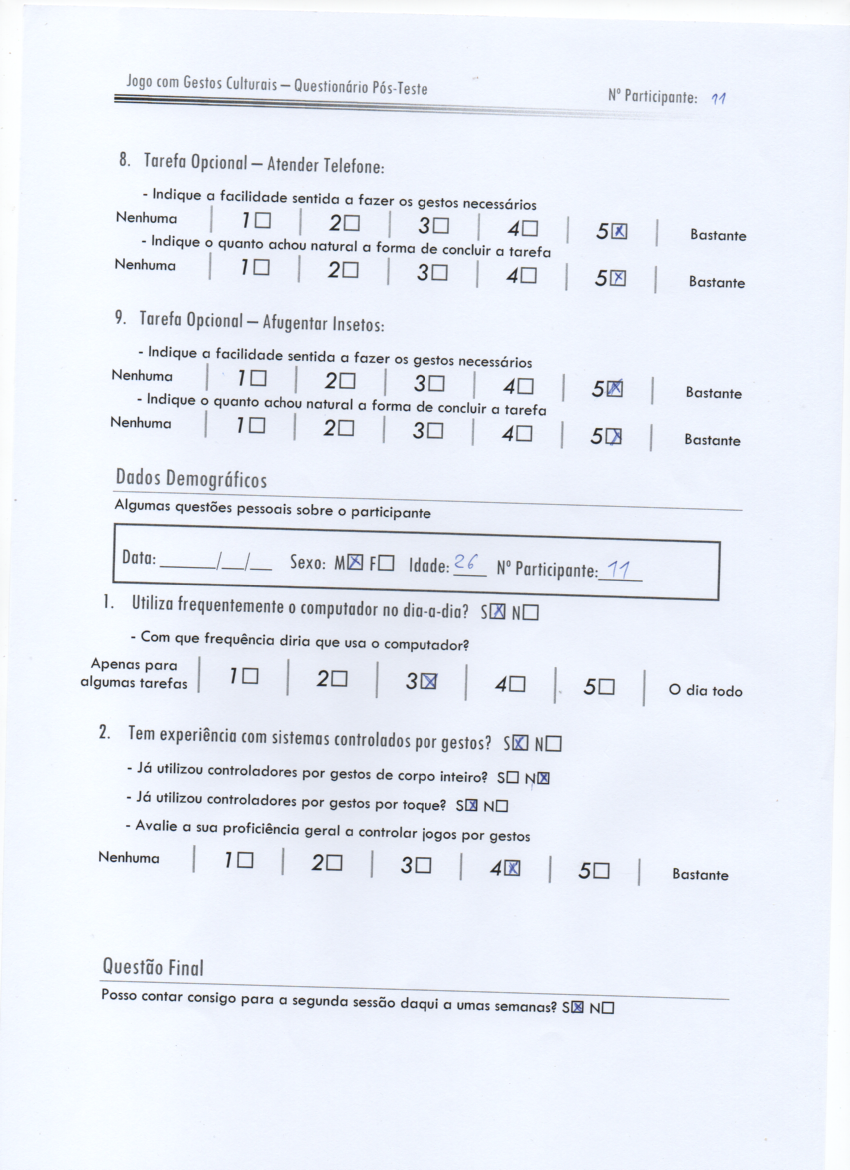 Jogo com Gestos Culturais – Questionário Pós-Teste Nº Participante: 11
8. Tarefa Opcional – Atender Telefone:
- Indique a facilidade sentida a fazer os gestos necessários
Nenhuma | 1☐ | 2☐ | 3☐ | 4☐ | 5☒ | Bastante
- Indique o quanto achou natural a forma de concluir a tarefa
Nenhuma | 1☐ | 2☐ | 3☐ | 4☐ | 5☒ | Bastante
9. Tarefa Opcional – Afugentar Insetos:
- Indique a facilidade sentida a fazer os gestos necessários
Nenhuma | 1☐ | 2☐ | 3☐ | 4☐ | 5☒ | Bastante
- Indique o quanto achou natural a forma de concluir a tarefa
Nenhuma | 1☐ | 2☐ | 3☐ | 4☐ | 5☒ | Bastante
Dados Demográficos
Algumas questões pessoais sobre o participante
Data: ______/__/__ Sexo: M☒ F☐ Idade: 26 Nº Participante: 11
1. Utiliza frequentemente o computador no dia-a-dia? S☒ N☐
- Com que frequência diria que usa o computador?
Apenas para
algumas tarefas | 1☐ | 2☐ | 3☒ | 4☐ | 5☐ | O dia todo
2. Tem experiência com sistemas controlados por gestos? S☒ N☐
- Já utilizou controladores por gestos de corpo inteiro? S☐ N☒
- Já utilizou controladores por gestos por toque? S☒ N☐
- Avalie a sua proficiência geral a controlar jogos por gestos
Nenhuma | 1☐ | 2☐ | 3☐ | 4☒ | 5☐ | Bastante
Questão Final
Posso contar consigo para a segunda sessão daqui a umas semanas? S☒ N☐